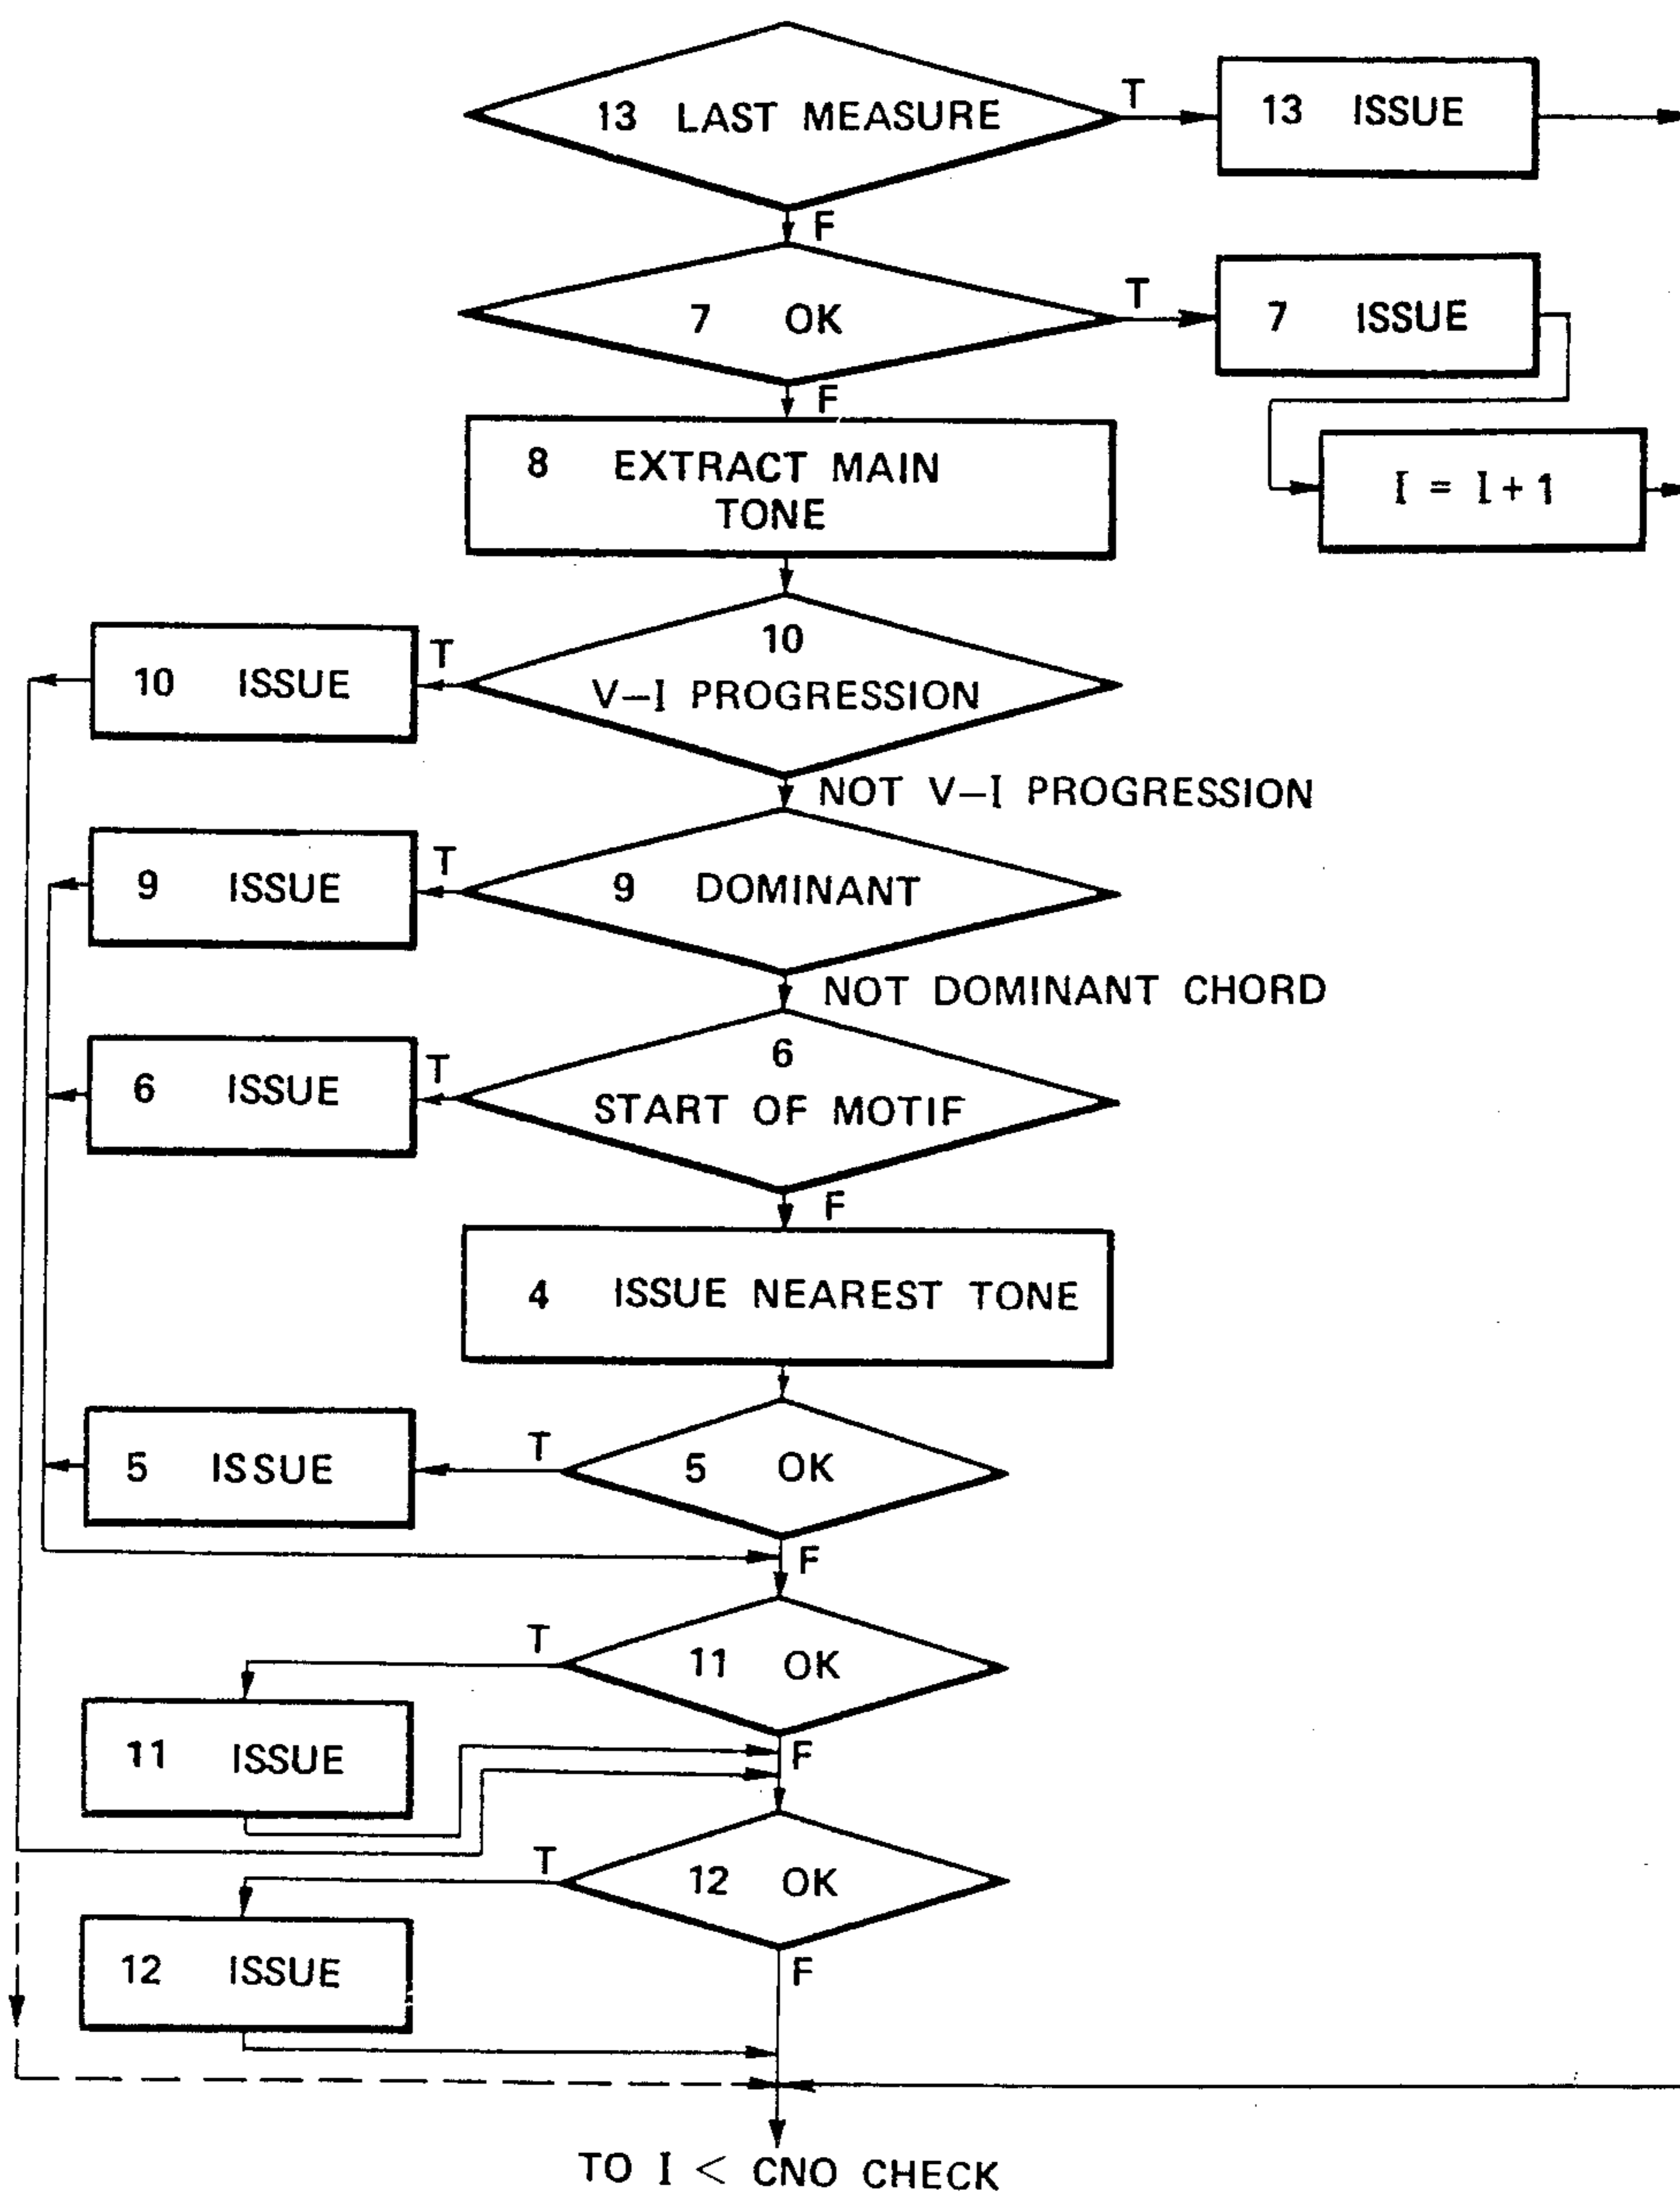 13 LAST MEASURE
T
13 ISSUE
F
7 OK
T
7 ISSUE
F
8 EXTRACT MAIN
TONE
I = I + 1
10
V–I PROGRESSION
T
10 ISSUE
NOT V–I PROGRESSION
9 DOMINANT
T
9 ISSUE
NOT DOMINANT CHORD
6
START OF MOTIF
T
6 ISSUE
F
4 ISSUE NEAREST TONE
5 OK
T
5 ISSUE
F
11 OK
T
11 ISSUE
F
12 OK
T
12 ISSUE
F
TO I < CNO CHECK